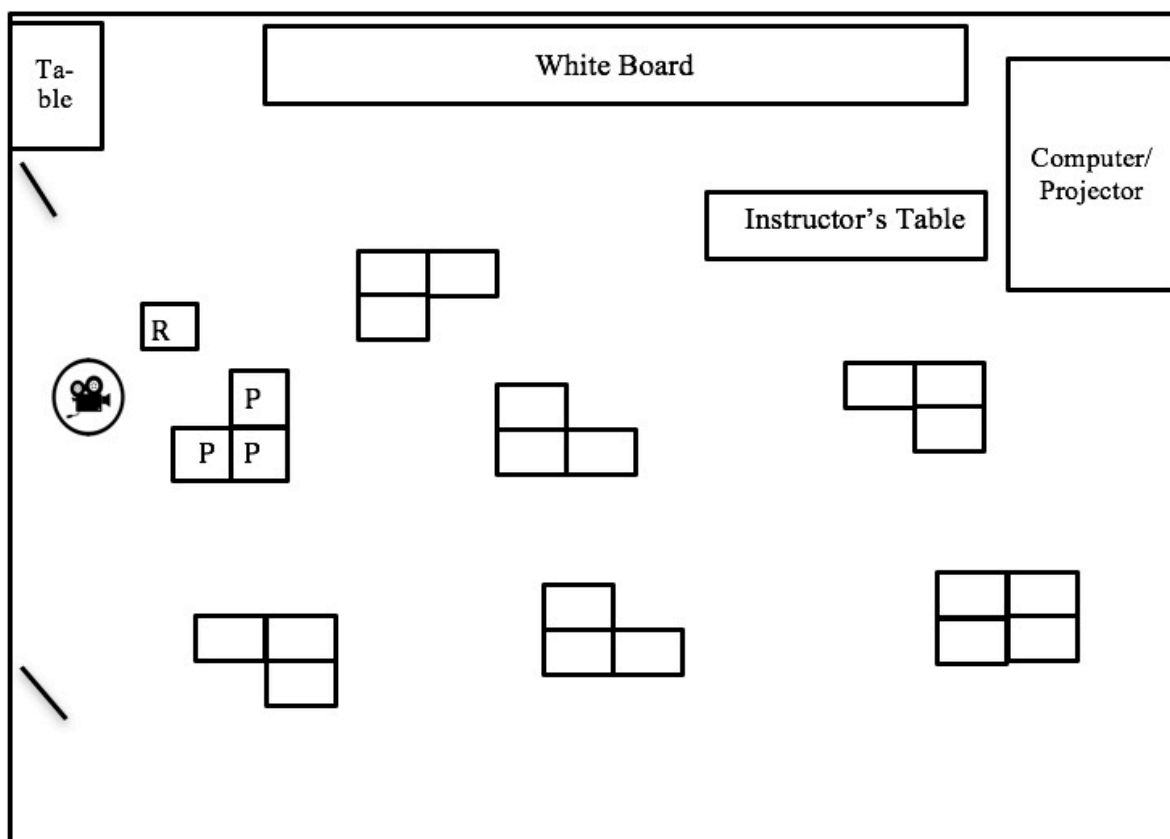 Ta-
ble
White Board
Computer/
Projector
Instructor's Table
R
P
P P